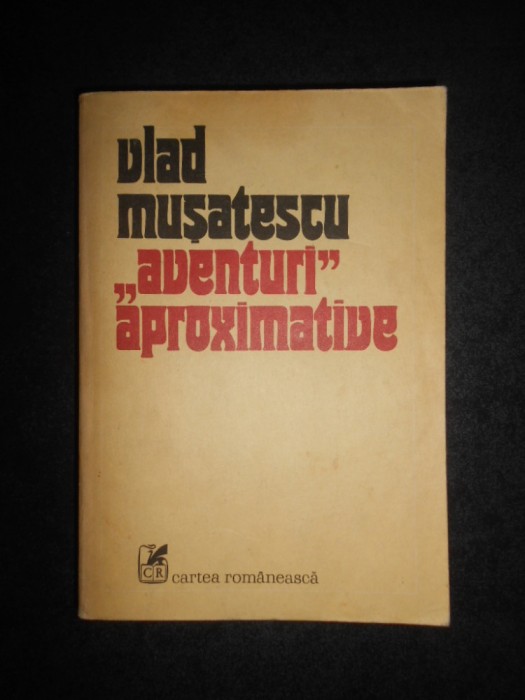 vlad
mușatescu
„aventuri”
aproximative
CR
cartea românească